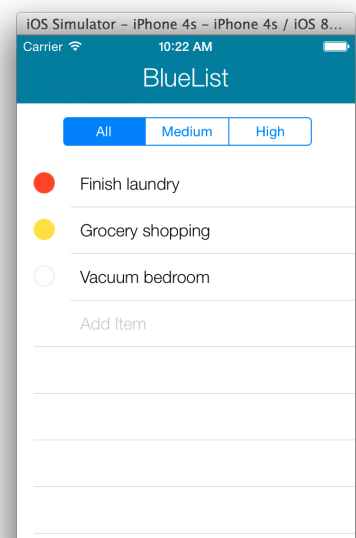 iOS Simulator – iPhone 4s – iPhone 4s / iOS 8...
Carrier 10:22 AM
BlueList
All Medium High
Finish laundry
Grocery shopping
Vacuum bedroom
Add Item